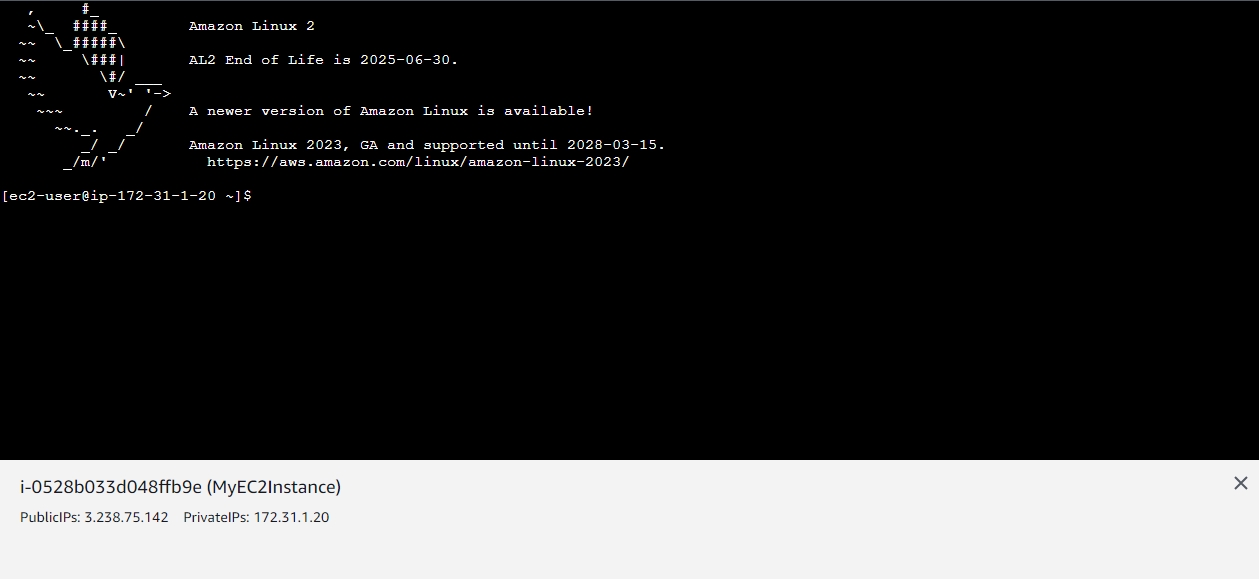 ,     #_
   ~\_  ####_        Amazon Linux 2
  ~~  \_#####\
  ~~     \###|       AL2 End of Life is 2025-06-30.
  ~~       \#/ ___
   ~~       V~' '->
    ~~~         /    A newer version of Amazon Linux is available!
      ~~._.   _/
         _/ _/       Amazon Linux 2023, GA and supported until 2028-03-15.
       _/m/'           https://aws.amazon.com/linux/amazon-linux-2023/
[ec2-user@ip-172-31-1-20 ~]$
i-0528b033d048ffb9e (MyEC2Instance)
PublicIPs: 3.238.75.142 PrivateIPs: 172.31.1.20